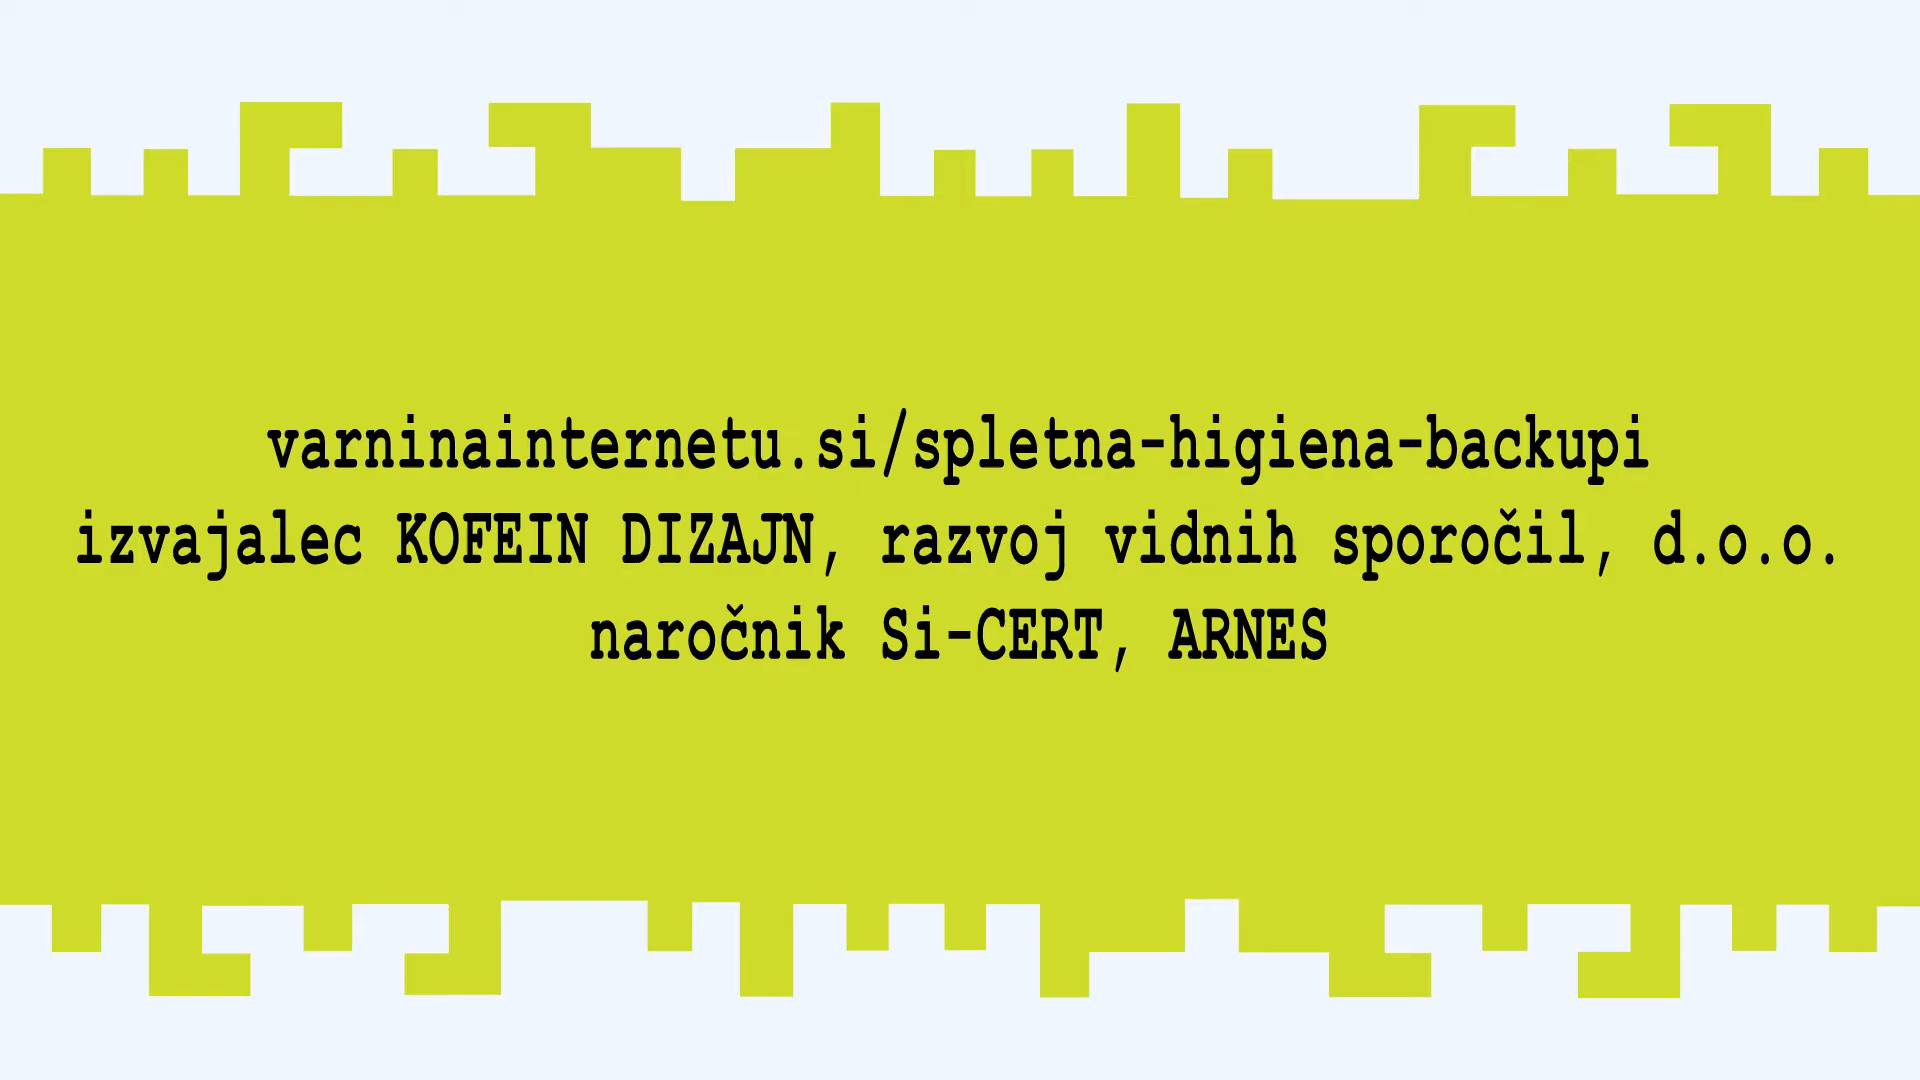 varninainternetu.si/spletna-higiena-backupi
izvajalec KOFEIN DIZAJN, razvoj vidnih sporočil, d.o.o.
naročnik Si-CERT, ARNES